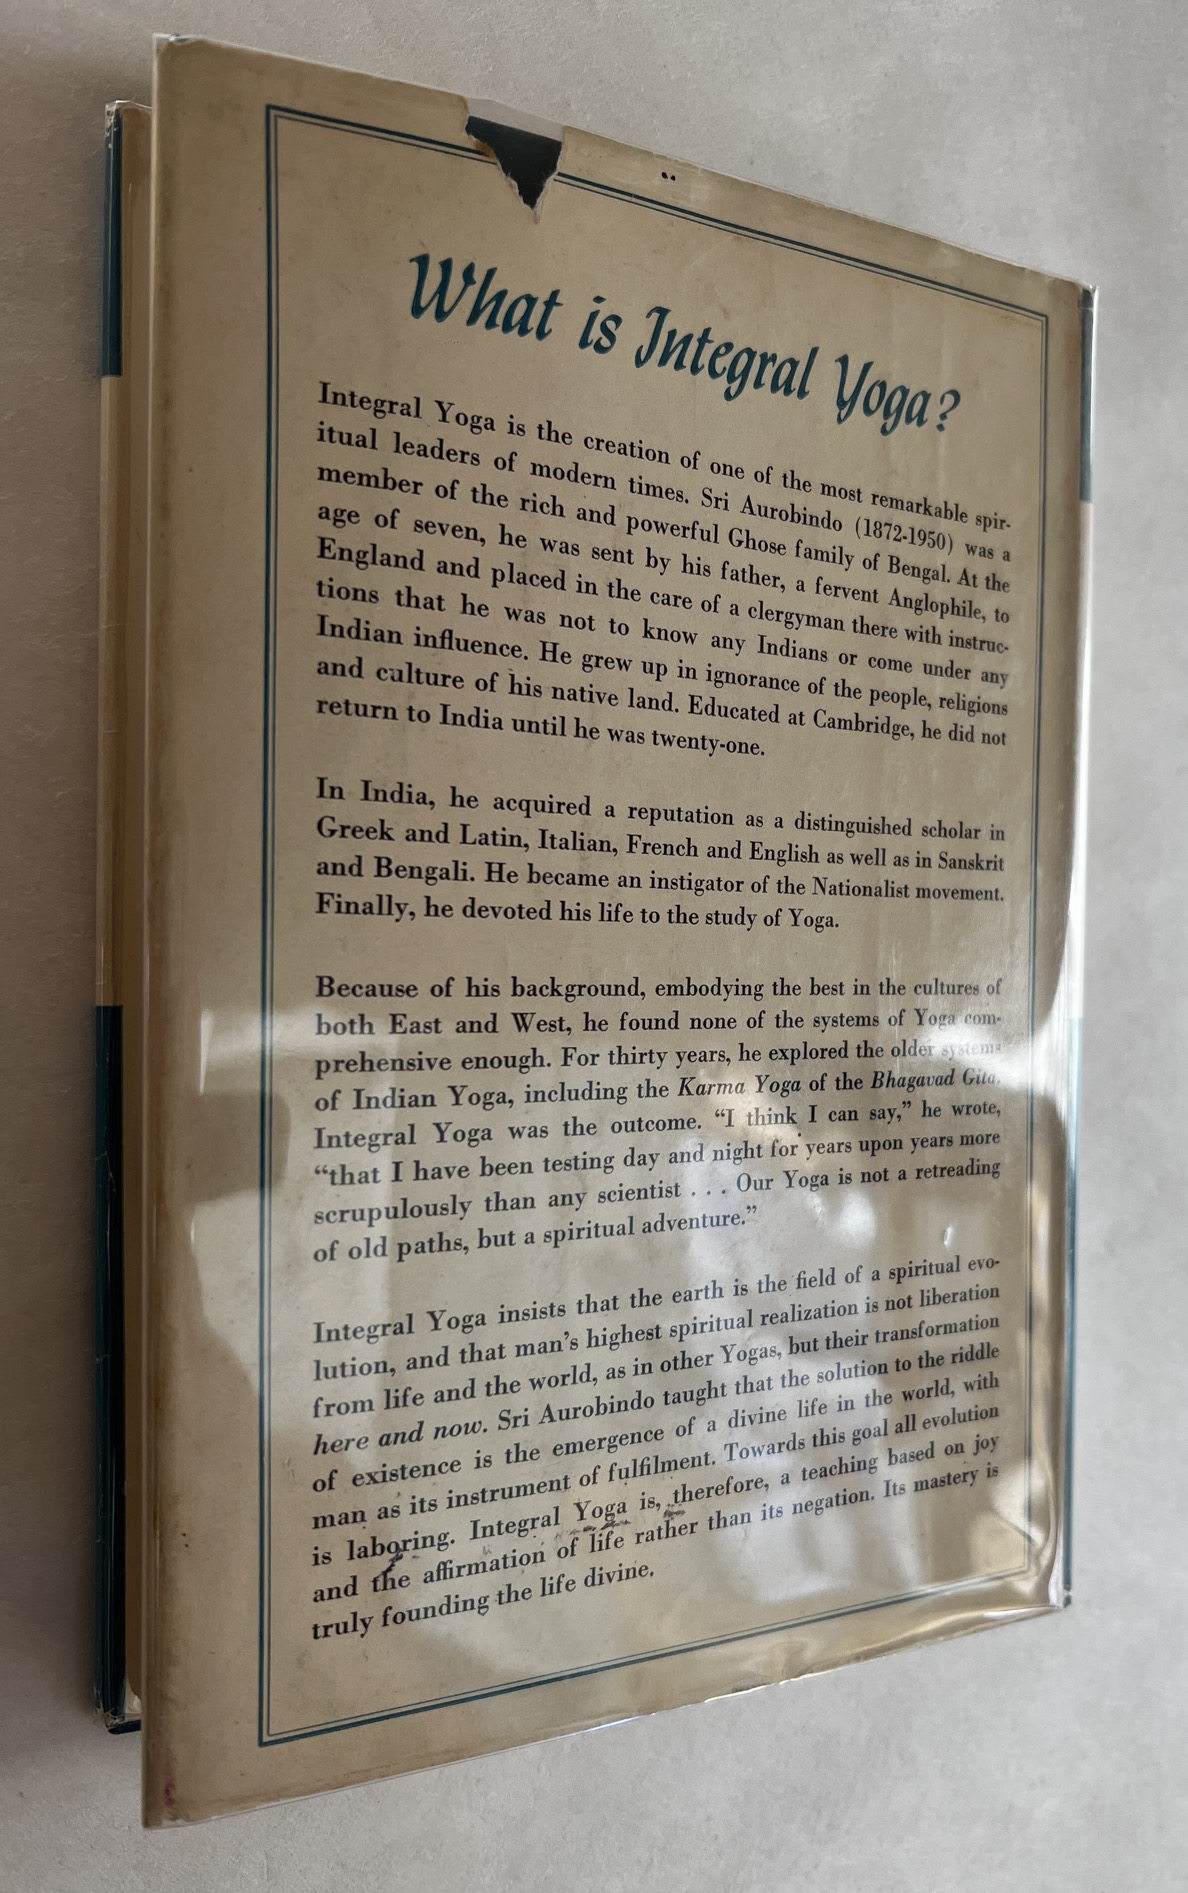 What is Integral Yoga?
Integral Yoga is the creation of one of the most remarkable spir-
itual leaders of modern times. Sri Aurobindo (1872-1950) was a
member of the rich and powerful Ghose family of Bengal. At the
age of seven, he was sent by his father, a fervent Anglophile, to
England and placed in the care of a clergyman there with instruc-
tions that he was not to know any Indians or come under any
Indian influence. He grew up in ignorance of the people, religions
and culture of his native land. Educated at Cambridge, he did not
return to India until he was twenty-one.
In India, he acquired a reputation as a distinguished scholar in
Greek and Latin, Italian, French and English as well as in Sanskrit
and Bengali. He became an instigator of the Nationalist movement.
Finally, he devoted his life to the study of Yoga.
Because of his background, embodying the best in the cultures of
both East and West, he found none of the systems of Yoga com-
prehensive enough. For thirty years, he explored the older systems
of Indian Yoga, including the Karma Yoga of the Bhagavad Gita.
Integral Yoga was the outcome. “I think I can say,” he wrote,
“that I have been testing day and night for years upon years more
scrupulously than any scientist . . . Our Yoga is not a retreading
of old paths, but a spiritual adventure.”
Integral Yoga insists that the earth is the field of a spiritual evo-
lution, and that man’s highest spiritual realization is not liberation
from life and the world, as in other Yogas, but their transformation
here and now. Sri Aurobindo taught that the solution to the riddle
of existence is the emergence of a divine life in the world, with
man as its instrument of fulfilment. Towards this goal all evolution
is laboring. Integral Yoga is, therefore, a teaching based on joy
and the affirmation of life rather than its negation. Its mastery is
truly founding the life divine.